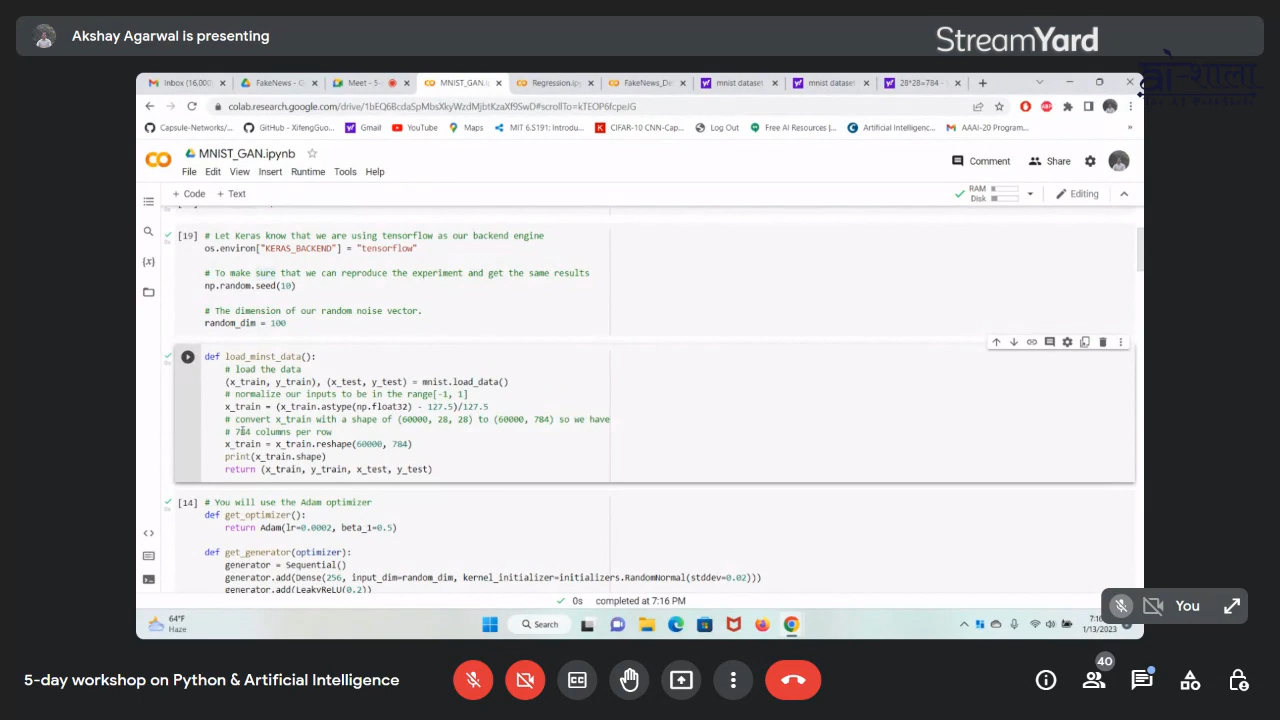 Akshay Agarwal is presenting
StreamYard
ai-शाला
Inbox (16,000
FakeNews - G
Meet - 5-
MNIST_GAN.i
Regression.ipy
FakeNews_De
mnist dataset
mnist dataset
28*28=784 - Y
colab.research.google.com/drive/1bEQ6BcdaSpMbsXkyWzdMjbtKzaXf9SwD#scrollTo=kTEOP6fcpeJG
Capsule-Networks/...
GitHub - XifengGuo...
Gmail
YouTube
Maps
MIT 6.S191: Introdu...
CIFAR-10 CNN-Cap...
Log Out
Free AI Resources |...
Artificial Intelligenc...
AAAI-20 Program...
»
MNIST_GAN.ipynb
Comment
Share
File Edit View Insert Runtime Tools Help
+ Code + Text
RAM
Disk
Editing
[19] # Let Keras know that we are using tensorflow as our backend engine
os.environ["KERAS_BACKEND"] = "tensorflow"
# To make sure that we can reproduce the experiment and get the same results
np.random.seed(10)
# The dimension of our random noise vector.
random_dim = 100
def load_minst_data():
# load the data
(x_train, y_train), (x_test, y_test) = mnist.load_data()
# normalize our inputs to be in the range[-1, 1]
x_train = (x_train.astype(np.float32) - 127.5)/127.5
# convert x_train with a shape of (60000, 28, 28) to (60000, 784) so we have
# 784 columns per row
x_train = x_train.reshape(60000, 784)
print(x_train.shape)
return (x_train, y_train, x_test, y_test)
[14] # You will use the Adam optimizer
def get_optimizer():
return Adam(lr=0.0002, beta_1=0.5)
def get_generator(optimizer):
generator = Sequential()
generator.add(Dense(256, input_dim=random_dim, kernel_initializer=initializers.RandomNormal(stddev=0.02)))
generator.add(LeakyReLU(0.2))
0s completed at 7:16 PM
You
64°F
Haze
Search
7:16
1/13/2023
40
5-day workshop on Python & Artificial Intelligence